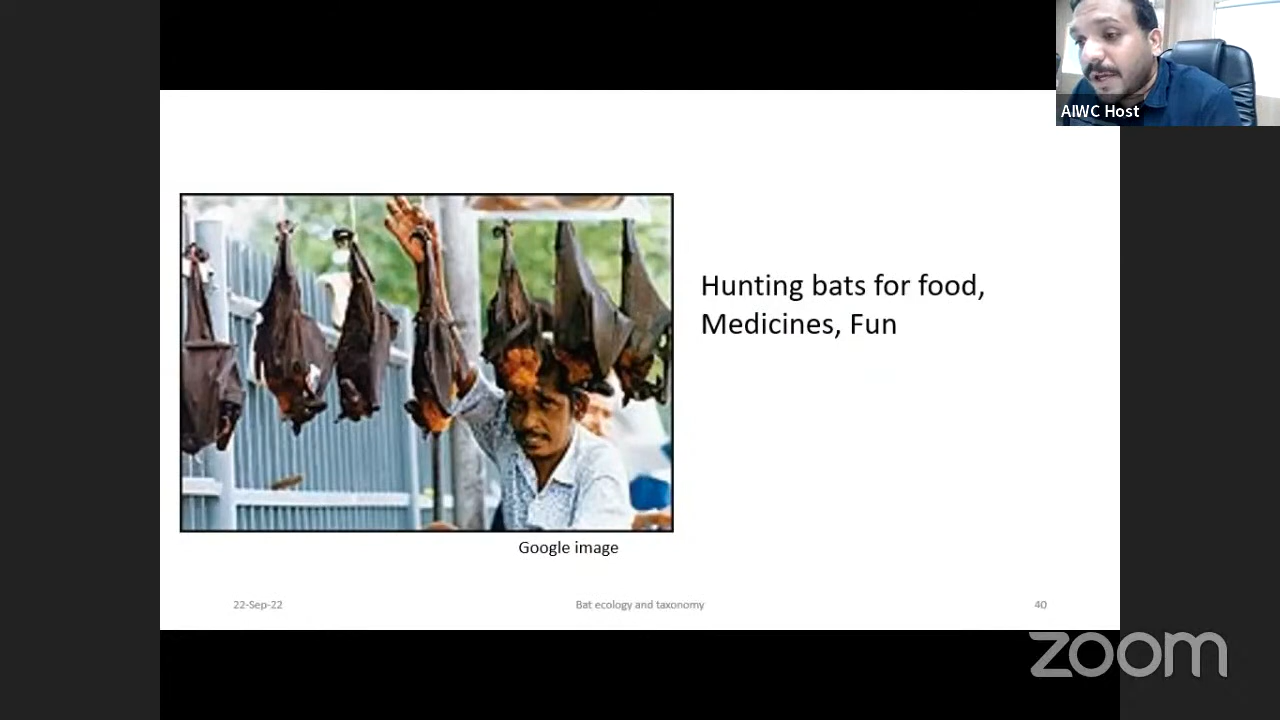 AIWC Host
Hunting bats for food,
Medicines, Fun
Google image
22-Sep-22
Bat ecology and taxonomy
40
zoom